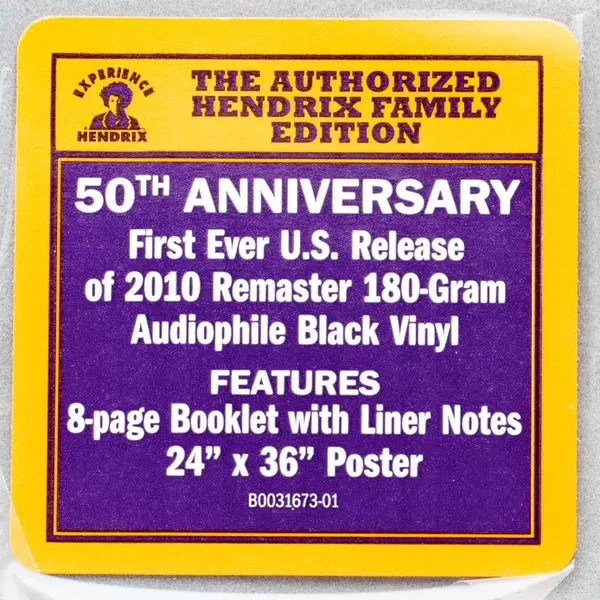 EXPERIENCE
HENDRIX
THE AUTHORIZED
HENDRIX FAMILY
EDITION
50TH ANNIVERSARY
First Ever U.S. Release
of 2010 Remaster 180-Gram
Audiophile Black Vinyl
FEATURES
8-page Booklet with Liner Notes
24” x 36” Poster
B0031673-01